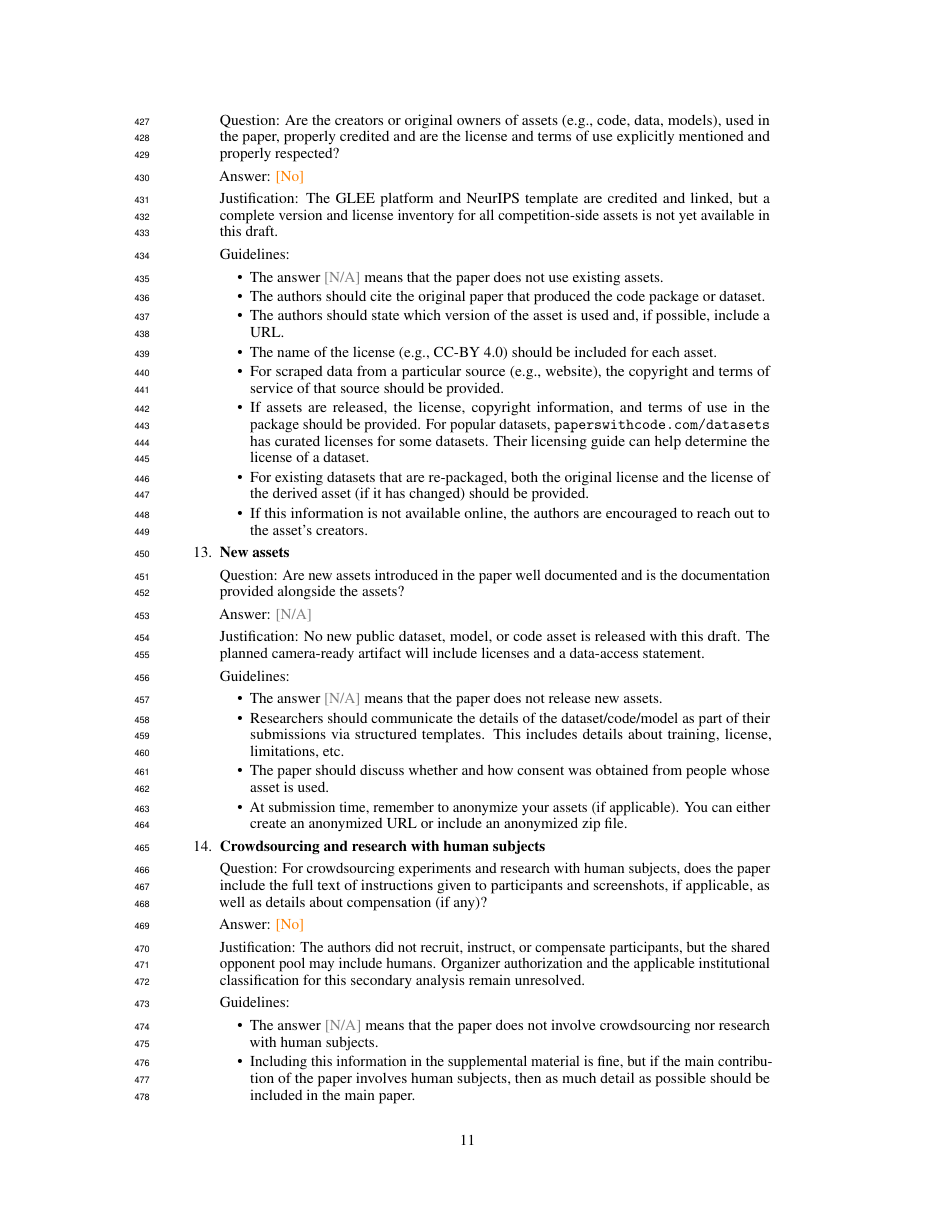 427 Question: Are the creators or original owners of assets (e.g., code, data, models), used in
428 the paper, properly credited and are the license and terms of use explicitly mentioned and
429 properly respected?
430 Answer: [No]
431 Justification: The GLEE platform and NeurIPS template are credited and linked, but a
432 complete version and license inventory for all competition-side assets is not yet available in
433 this draft.
434 Guidelines:
435 • The answer [N/A] means that the paper does not use existing assets.
436 • The authors should cite the original paper that produced the code package or dataset.
437 • The authors should state which version of the asset is used and, if possible, include a
438 URL.
439 • The name of the license (e.g., CC-BY 4.0) should be included for each asset.
440 • For scraped data from a particular source (e.g., website), the copyright and terms of
441 service of that source should be provided.
442 • If assets are released, the license, copyright information, and terms of use in the
443 package should be provided. For popular datasets, paperswithcode.com/datasets
444 has curated licenses for some datasets. Their licensing guide can help determine the
445 license of a dataset.
446 • For existing datasets that are re-packaged, both the original license and the license of
447 the derived asset (if it has changed) should be provided.
448 • If this information is not available online, the authors are encouraged to reach out to
449 the asset's creators.
450 13. New assets
451 Question: Are new assets introduced in the paper well documented and is the documentation
452 provided alongside the assets?
453 Answer: [N/A]
454 Justification: No new public dataset, model, or code asset is released with this draft. The
455 planned camera-ready artifact will include licenses and a data-access statement.
456 Guidelines:
457 • The answer [N/A] means that the paper does not release new assets.
458 • Researchers should communicate the details of the dataset/code/model as part of their
459 submissions via structured templates. This includes details about training, license,
460 limitations, etc.
461 • The paper should discuss whether and how consent was obtained from people whose
462 asset is used.
463 • At submission time, remember to anonymize your assets (if applicable). You can either
464 create an anonymized URL or include an anonymized zip file.
465 14. Crowdsourcing and research with human subjects
466 Question: For crowdsourcing experiments and research with human subjects, does the paper
467 include the full text of instructions given to participants and screenshots, if applicable, as
468 well as details about compensation (if any)?
469 Answer: [No]
470 Justification: The authors did not recruit, instruct, or compensate participants, but the shared
471 opponent pool may include humans. Organizer authorization and the applicable institutional
472 classification for this secondary analysis remain unresolved.
473 Guidelines:
474 • The answer [N/A] means that the paper does not involve crowdsourcing nor research
475 with human subjects.
476 • Including this information in the supplemental material is fine, but if the main contribu-
477 tion of the paper involves human subjects, then as much detail as possible should be
478 included in the main paper.
11